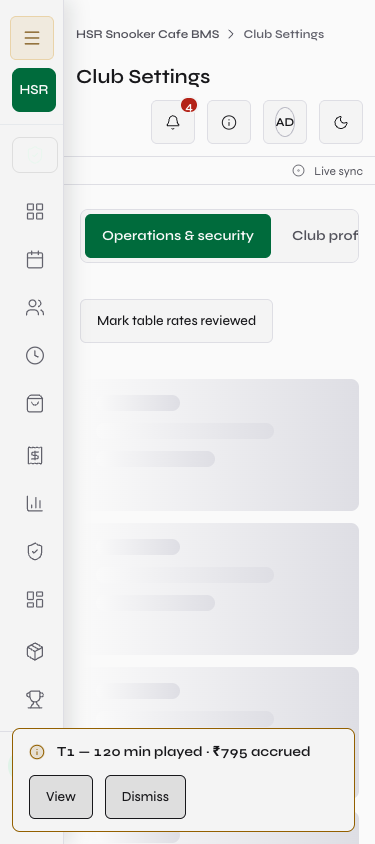 HSR Snooker Cafe BMS > Club Settings
HSR
Club Settings
4
AD
Live sync
Operations & security
Club prof
Mark table rates reviewed
T1 — 120 min played · ₹795 accrued
View
Dismiss